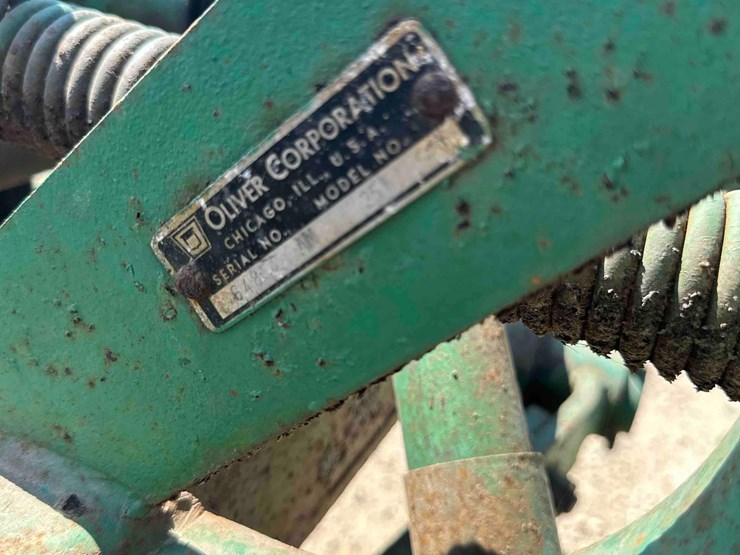 OLIVER CORPORATION
CHICAGO, ILL., U.S.A.
SERIAL NO. MODEL NO.